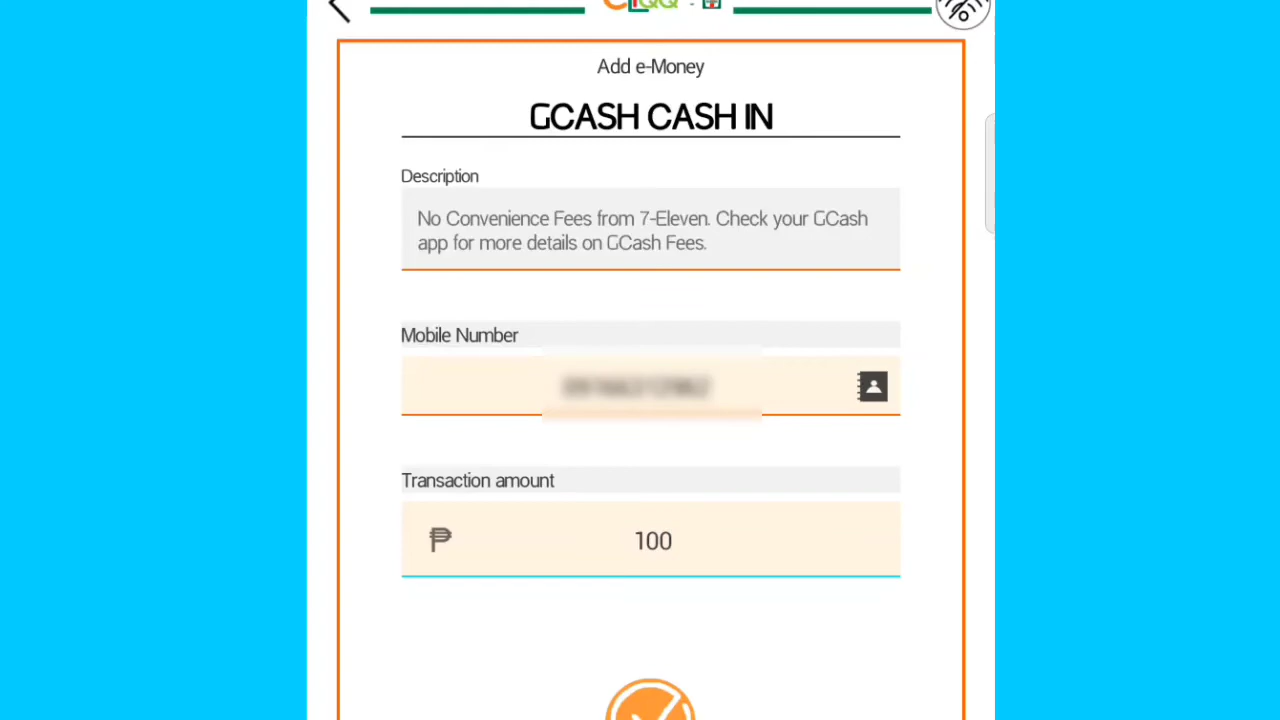 CLiQQ
Add e-Money
GCASH CASH IN
Description
No Convenience Fees from 7-Eleven. Check your GCash
app for more details on GCash Fees.
Mobile Number
Transaction amount
₱ 100